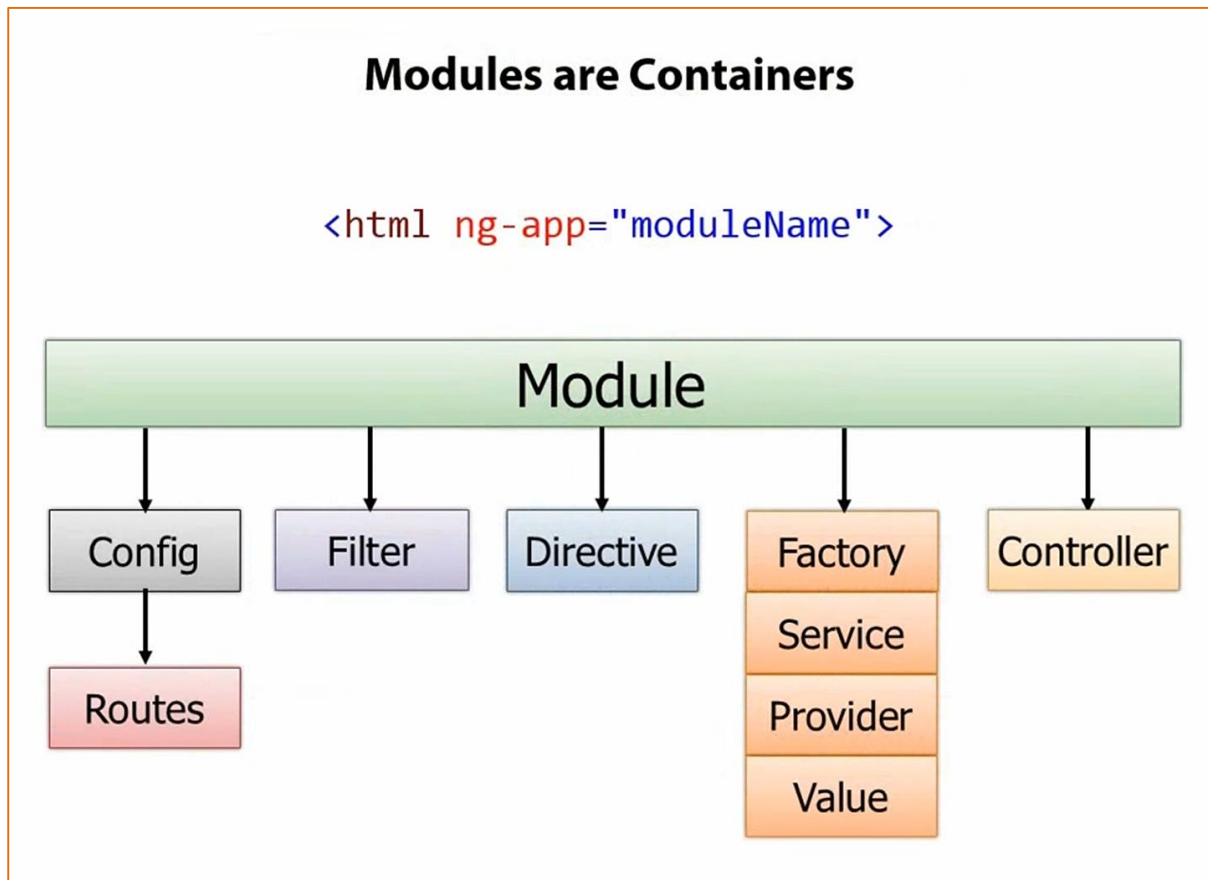 Modules are Containers
<html ng-app="moduleName">
Module
Config
Filter
Directive
Factory
Controller
Service
Provider
Value
Routes